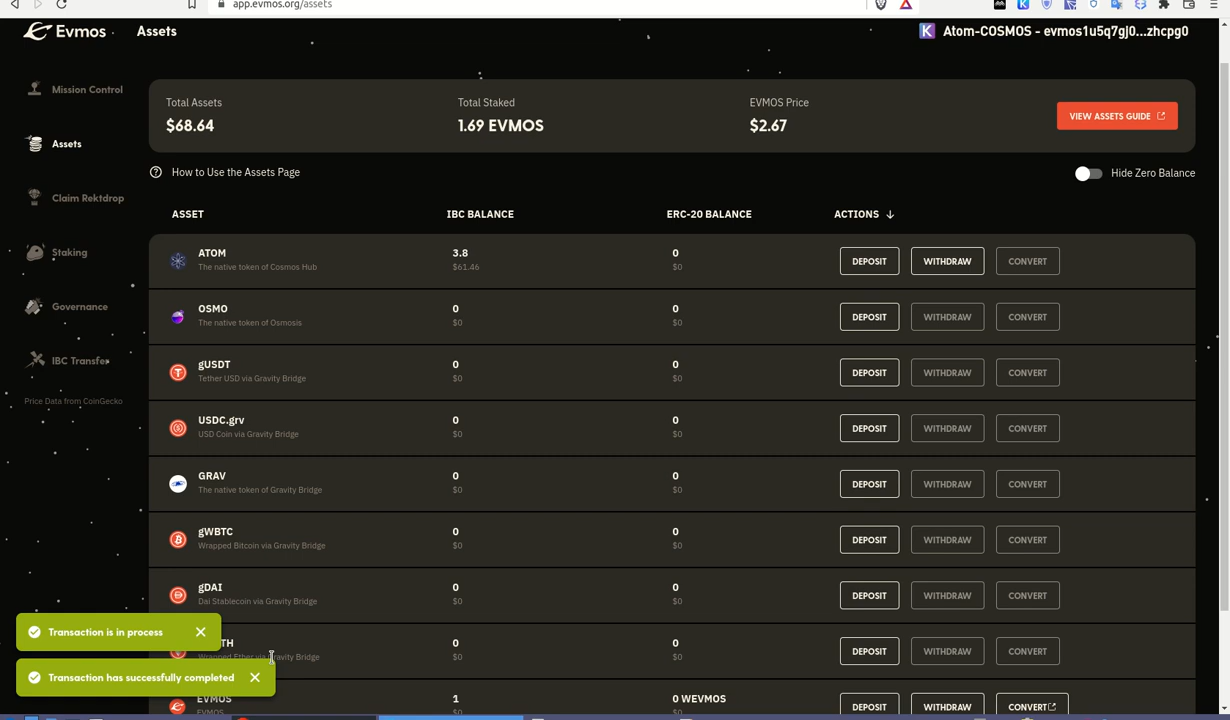 app.evmos.org/assets
Evmos
Assets
Atom-COSMOS - evmos1u5q7gj0...zhcpg0
Mission Control
Assets
Claim Rektdrop
Staking
Governance
IBC Transfer
Price Data from CoinGecko
Total Assets
$68.64
Total Staked
1.69 EVMOS
EVMOS Price
$2.67
VIEW ASSETS GUIDE
How to Use the Assets Page
Hide Zero Balance
ASSET IBC BALANCE ERC-20 BALANCE ACTIONS
ATOM 3.8 0
The native token of Cosmos Hub $61.46 $0
DEPOSIT WITHDRAW CONVERT
OSMO 0 0
The native token of Osmosis $0 $0
DEPOSIT WITHDRAW CONVERT
gUSDT 0 0
Tether USD via Gravity Bridge $0 $0
DEPOSIT WITHDRAW CONVERT
USDC.grv 0 0
USD Coin via Gravity Bridge $0 $0
DEPOSIT WITHDRAW CONVERT
GRAV 0 0
The native token of Gravity Bridge $0 $0
DEPOSIT WITHDRAW CONVERT
gWBTC 0 0
Wrapped Bitcoin via Gravity Bridge $0 $0
DEPOSIT WITHDRAW CONVERT
gDAI 0 0
Dai Stablecoin via Gravity Bridge $0 $0
DEPOSIT WITHDRAW CONVERT
TH 0 0
Wrapped Ether via Gravity Bridge $0 $0
DEPOSIT WITHDRAW CONVERT
EVMOS 1 0 WEVMOS
EVMOS $0 $0
DEPOSIT WITHDRAW CONVERT
Transaction is in process
Transaction has successfully completed